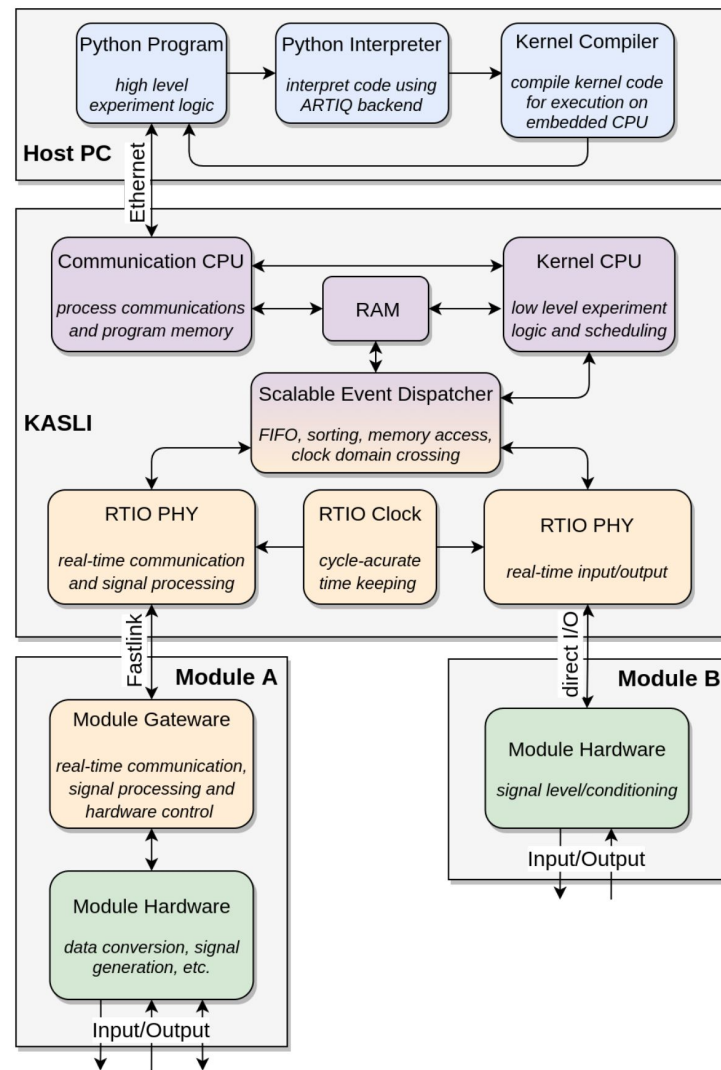 Python Program
high level
experiment logic
Python Interpreter
interpret code using
ARTIQ backend
Kernel Compiler
compile kernel code
for execution on
embedded CPU
Host PC
Ethernet
Communication CPU
process communications
and program memory
RAM
Kernel CPU
low level experiment
logic and scheduling
Scalable Event Dispatcher
FIFO, sorting, memory access,
clock domain crossing
KASLI
RTIO PHY
real-time communication
and signal processing
RTIO Clock
cycle-acurate
time keeping
RTIO PHY
real-time input/output
Fastlink
direct I/O
Module A
Module Gateware
real-time communication,
signal processing and
hardware control
Module Hardware
data conversion, signal
generation, etc.
Input/Output
Module B
Module Hardware
signal level/conditioning
Input/Output